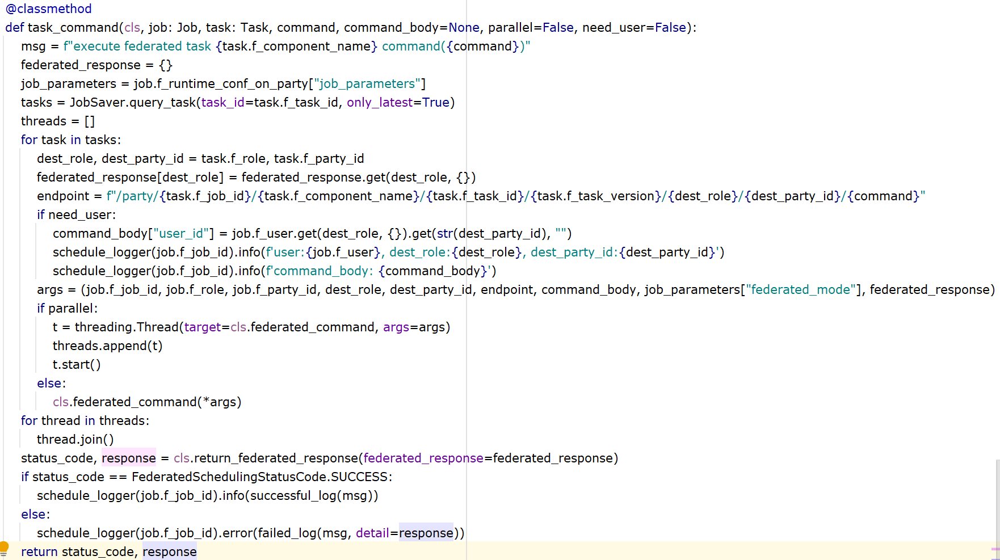 @classmethod
def task_command(cls, job: Job, task: Task, command, command_body=None, parallel=False, need_user=False):
    msg = f"execute federated task {task.f_component_name} command({command})"
    federated_response = {}
    job_parameters = job.f_runtime_conf_on_party["job_parameters"]
    tasks = JobSaver.query_task(task_id=task.f_task_id, only_latest=True)
    threads = []
    for task in tasks:
        dest_role, dest_party_id = task.f_role, task.f_party_id
        federated_response[dest_role] = federated_response.get(dest_role, {})
        endpoint = f"/party/{task.f_job_id}/{task.f_component_name}/{task.f_task_id}/{task.f_task_version}/{dest_role}/{dest_party_id}/{command}"
        if need_user:
            command_body["user_id"] = job.f_user.get(dest_role, {}).get(str(dest_party_id), "")
            schedule_logger(job.f_job_id).info(f'user:{job.f_user}, dest_role:{dest_role}, dest_party_id:{dest_party_id}')
            schedule_logger(job.f_job_id).info(f'command_body: {command_body}')
        args = (job.f_job_id, job.f_role, job.f_party_id, dest_role, dest_party_id, endpoint, command_body, job_parameters["federated_mode"], federated_response)
        if parallel:
            t = threading.Thread(target=cls.federated_command, args=args)
            threads.append(t)
            t.start()
        else:
            cls.federated_command(*args)
    for thread in threads:
        thread.join()
    status_code, response = cls.return_federated_response(federated_response=federated_response)
    if status_code == FederatedSchedulingStatusCode.SUCCESS:
        schedule_logger(job.f_job_id).info(successful_log(msg))
    else:
        schedule_logger(job.f_job_id).error(failed_log(msg, detail=response))
    return status_code, response